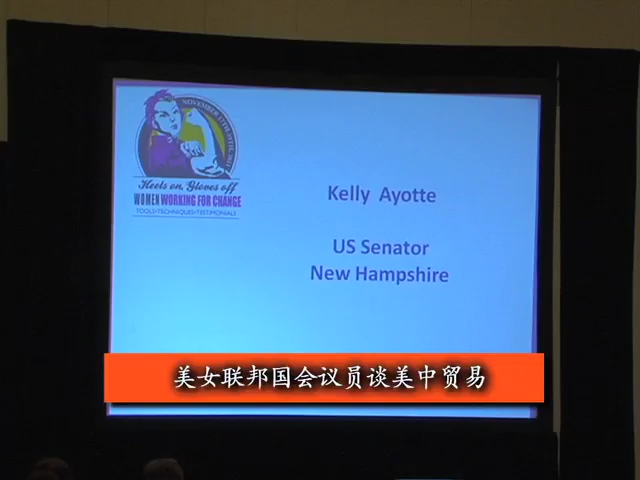 Heels on, Gloves off
WOMEN WORKING FOR CHANGE
TOOLS•TECHNIQUES•TESTIMONIALS
Kelly Ayotte
US Senator
New Hampshire
美女联邦国会议员谈美中贸易